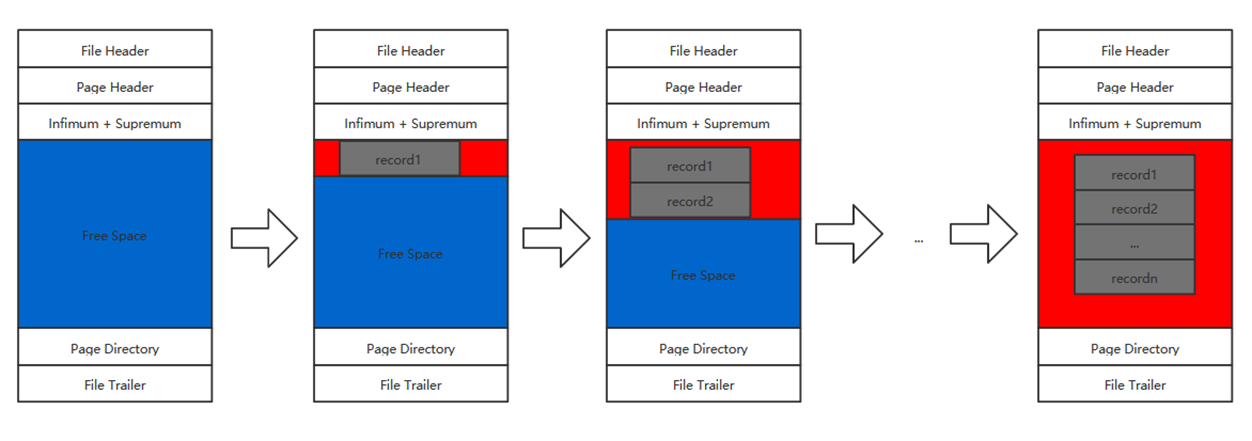 File Header
Page Header
Infimum + Supremum
Free Space
Page Directory
File Trailer
File Header
Page Header
Infimum + Supremum
record1
Free Space
Page Directory
File Trailer
File Header
Page Header
Infimum + Supremum
record1
record2
Free Space
Page Directory
File Trailer
...
File Header
Page Header
Infimum + Supremum
record1
record2
...
recordn
Page Directory
File Trailer